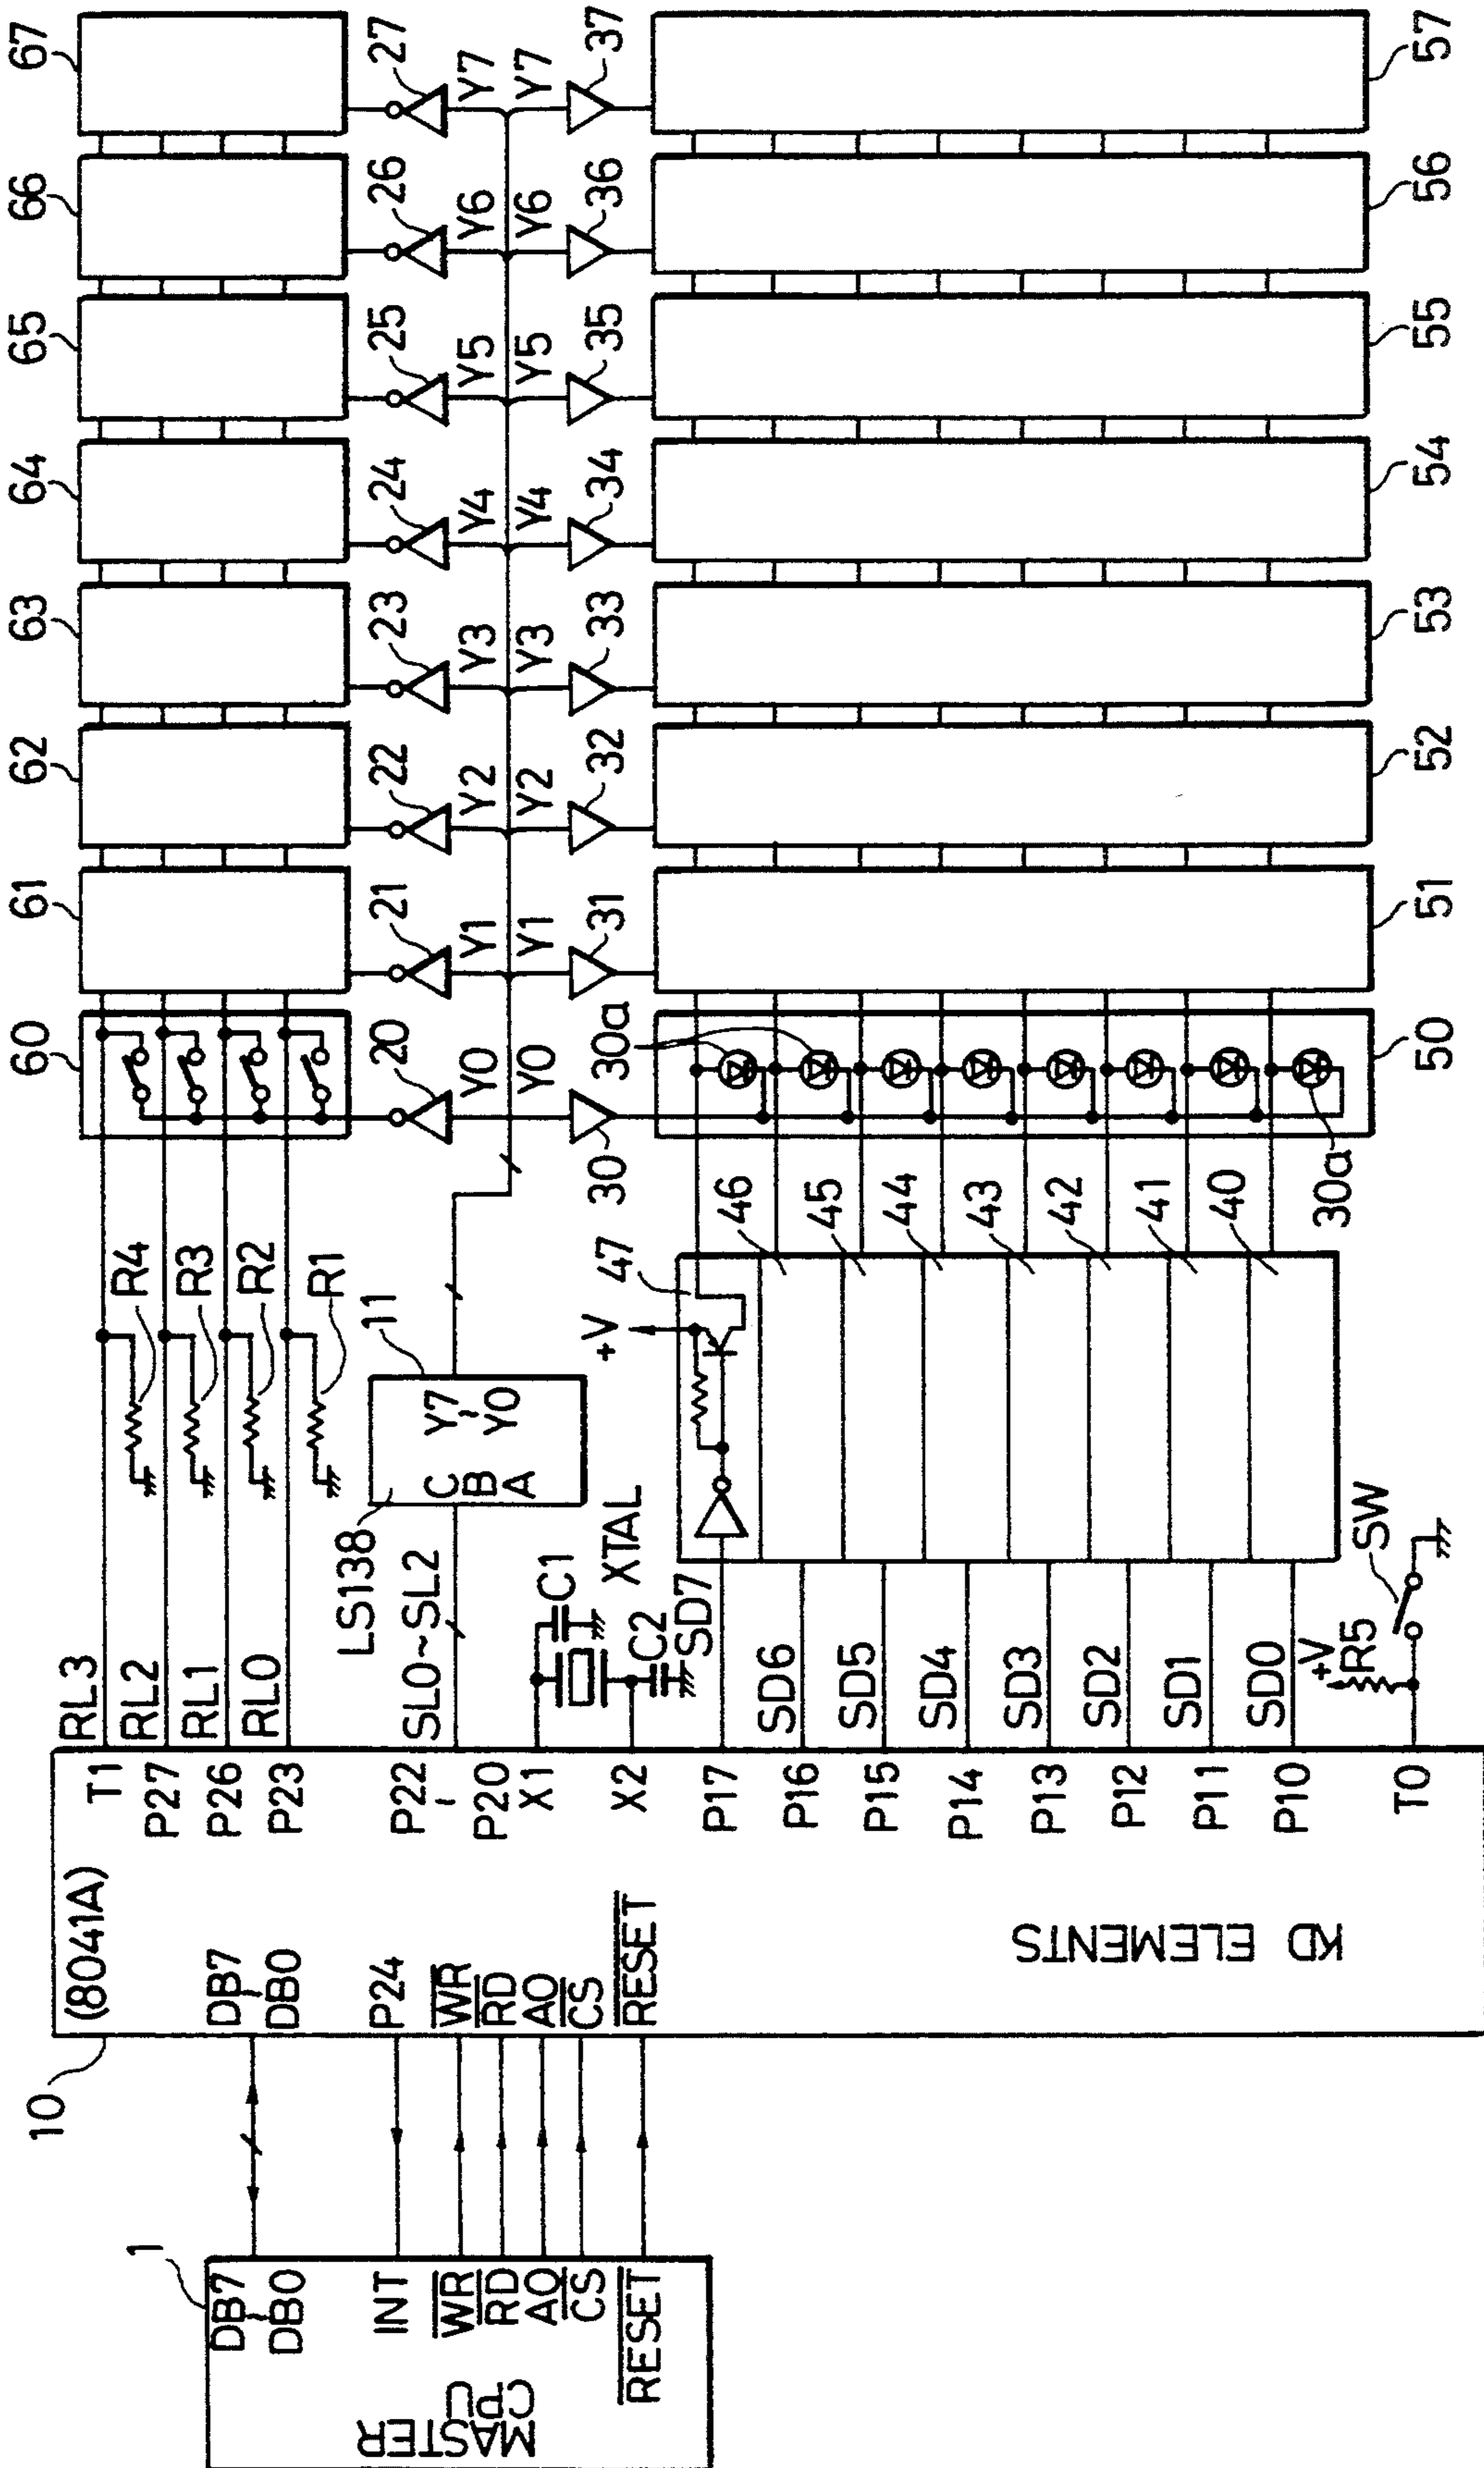 1
MASTER
CPU
DB7
DB0
INT
WR
RD
A0
CS
RESET
10
(8041A)
DB7
DB0
P24
WR
RD
A0
CS
RESET
KD ELEMENTS
T1
P27
P26
P23
P22
P20
X1
X2
P17
P16
P15
P14
P13
P12
P11
P10
T0
RL3
RL2
RL1
RL0
SL0~SL2
C1
C2
XTAL
SD7
SD6
SD5
SD4
SD3
SD2
SD1
SD0
+V
R5
SW
R4
R3
R2
R1
LS138
11
C
B
A
Y7
~
Y0
+V
47
46
45
44
43
42
41
40
60
61
62
63
64
65
66
67
20
21
22
23
24
25
26
27
Y0
Y1
Y2
Y3
Y4
Y5
Y6
Y7
Y0
Y1
Y2
Y3
Y4
Y5
Y6
Y7
30
31
32
33
34
35
36
37
30a
30a
50
51
52
53
54
55
56
57